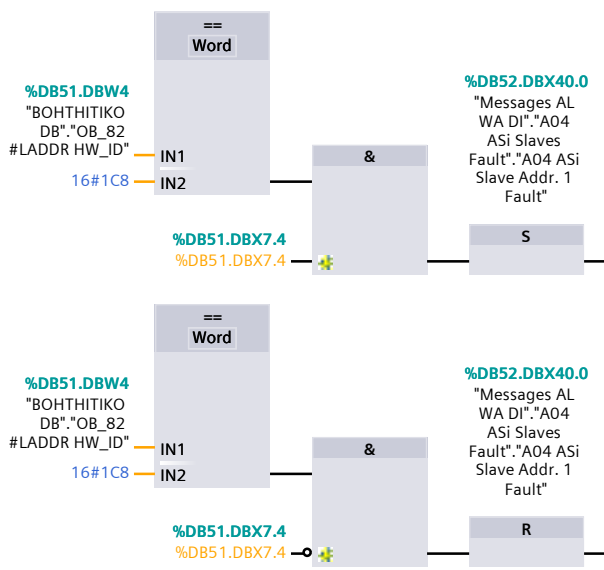 ==
Word
%DB51.DBW4
"BOHTHITIKO
DB"."OB_82
#LADDR HW_ID"
IN1
16#1C8
IN2
&
%DB51.DBX7.4
%DB51.DBX7.4
%DB52.DBX40.0
"Messages AL
WA DI"."A04
ASi Slaves
Fault"."A04 ASi
Slave Addr. 1
Fault"
S
==
Word
%DB51.DBW4
"BOHTHITIKO
DB"."OB_82
#LADDR HW_ID"
IN1
16#1C8
IN2
&
%DB51.DBX7.4
%DB51.DBX7.4
%DB52.DBX40.0
"Messages AL
WA DI"."A04
ASi Slaves
Fault"."A04 ASi
Slave Addr. 1
Fault"
R